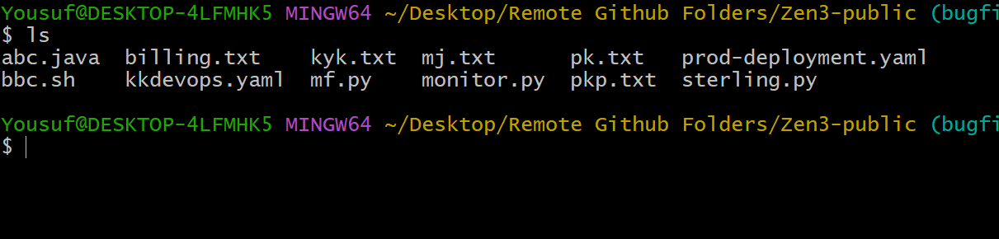 Yousuf@DESKTOP-4LFMHK5 MINGW64 ~/Desktop/Remote Github Folders/Zen3-public (bugfi
$ ls
abc.java  billing.txt    kyk.txt  mj.txt      pk.txt   prod-deployment.yaml
bbc.sh    kkdevops.yaml  mf.py    monitor.py  pkp.txt  sterling.py
Yousuf@DESKTOP-4LFMHK5 MINGW64 ~/Desktop/Remote Github Folders/Zen3-public (bugfi
$